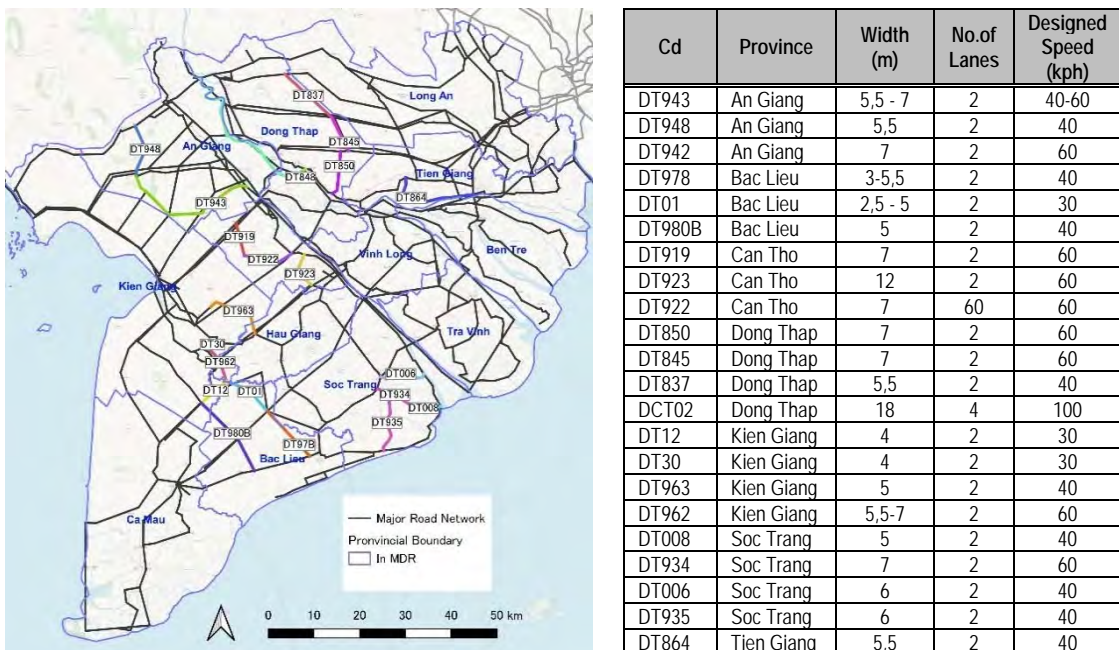 DT837
Long An
Dong Thap
DT845
DT948
An Giang
DT850
DT848
Tien Giang
DT864
DT943
DT919
Ben Tre
DT922
DT923
Vinh Long
Kien Giang
DT963
Hau Giang
Tra Vinh
DT30
DT962
DT006
Soc Trang
DT12
DT01
DT934
DT008
DT935
DT980B
DT97B
Bac Lieu
Ca Mau
Major Road Network
Pronvincial Boundary
In MDR
0 10 20 30 40 50 km
Cd Province Width (m) No.of Lanes Designed Speed (kph)
DT943 An Giang 5,5 - 7 2 40-60
DT948 An Giang 5,5 2 40
DT942 An Giang 7 2 60
DT978 Bac Lieu 3-5,5 2 40
DT01 Bac Lieu 2,5 - 5 2 30
DT980B Bac Lieu 5 2 40
DT919 Can Tho 7 2 60
DT923 Can Tho 12 2 60
DT922 Can Tho 7 60 60
DT850 Dong Thap 7 2 60
DT845 Dong Thap 7 2 60
DT837 Dong Thap 5,5 2 40
DCT02 Dong Thap 18 4 100
DT12 Kien Giang 4 2 30
DT30 Kien Giang 4 2 30
DT963 Kien Giang 5 2 40
DT962 Kien Giang 5,5-7 2 60
DT008 Soc Trang 5 2 40
DT934 Soc Trang 7 2 60
DT006 Soc Trang 6 2 40
DT935 Soc Trang 6 2 40
DT864 Tien Giang 5,5 2 40